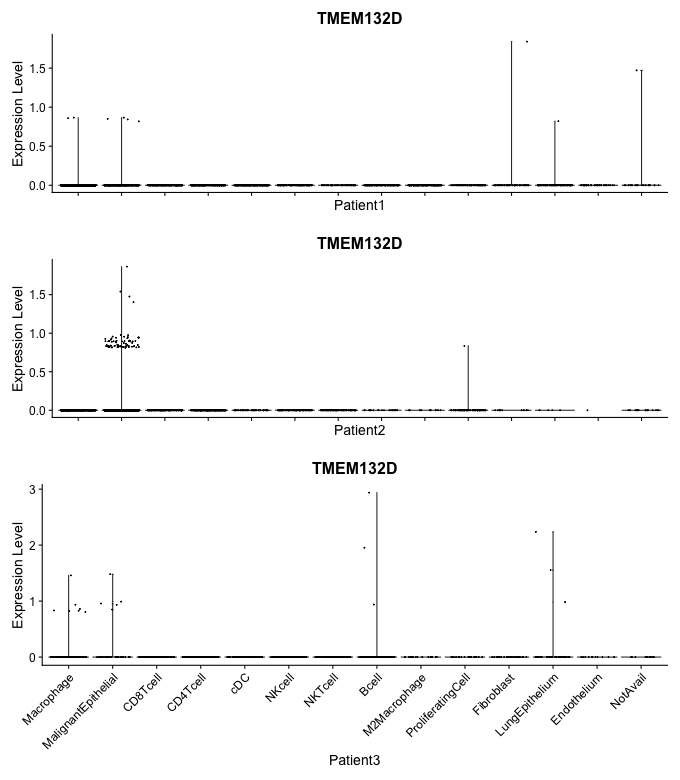 TMEM132D
Expression Level
1.5
1.0
0.5
0.0
Patient1
TMEM132D
Expression Level
1.5
1.0
0.5
0.0
Patient2
TMEM132D
Expression Level
3
2
1
0
Macrophage
MalignantEpithelial
CD8Tcell
CD4Tcell
cDC
NKcell
NKTcell
Bcell
M2Macrophage
ProliferatingCell
Fibroblast
LungEpithelium
Endothelium
NotAvail
Patient3